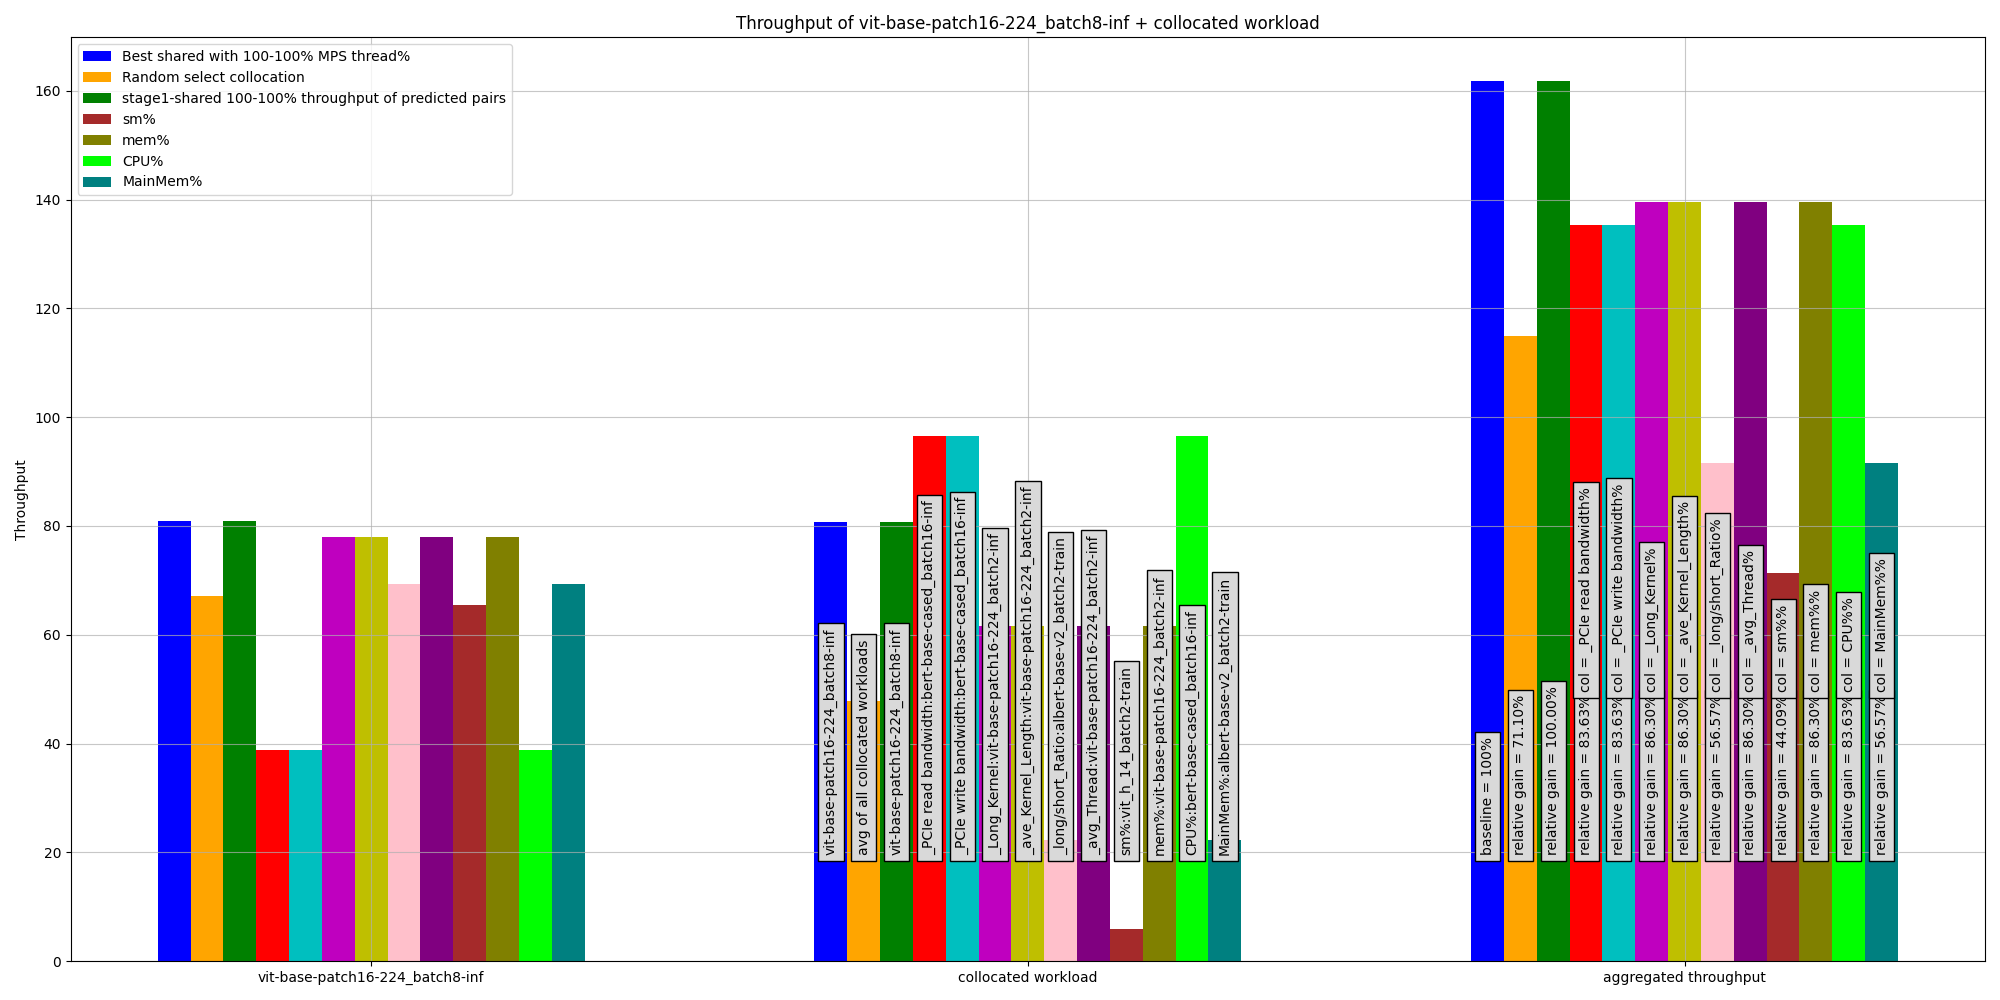 Throughput of vit-base-patch16-224_batch8-inf + collocated workload
Best shared with 100-100% MPS thread%
Random select collocation
stage1-shared 100-100% throughput of predicted pairs
sm%
mem%
CPU%
MainMem%
Throughput
160
140
120
100
80
60
40
20
0
vit-base-patch16-224_batch8-inf
avg of all collocated workloads
vit-base-patch16-224_batch8-inf
_PCIe read bandwidth:bert-base-cased_batch16-inf
_PCIe write bandwidth:bert-base-cased_batch16-inf
_Long_Kernel:vit-base-patch16-224_batch2-inf
_ave_Kernel_Length:vit-base-patch16-224_batch2-inf
_long/short_Ratio:albert-base-v2_batch2-train
_avg_Thread:vit-base-patch16-224_batch2-inf
sm%:vit_h_14_batch2-train
mem%:vit-base-patch16-224_batch2-inf
CPU%:bert-base-cased_batch16-inf
MainMem%:albert-base-v2_batch2-train
baseline = 100%
relative gain = 71.10%
relative gain = 100.00%
relative gain = 83.63%
col = _PCIe read bandwidth%
relative gain = 83.63%
col = _PCIe write bandwidth%
relative gain = 86.30%
col = _Long_Kernel%
relative gain = 86.30%
col = _ave_Kernel_Length%
relative gain = 56.57%
col = _long/short_Ratio%
relative gain = 86.30%
col = _avg_Thread%
relative gain = 44.09%
col = sm%%
relative gain = 86.30%
col = mem%%
relative gain = 83.63%
col = CPU%%
relative gain = 56.57%
col = MainMem%%
vit-base-patch16-224_batch8-inf
collocated workload
aggregated throughput